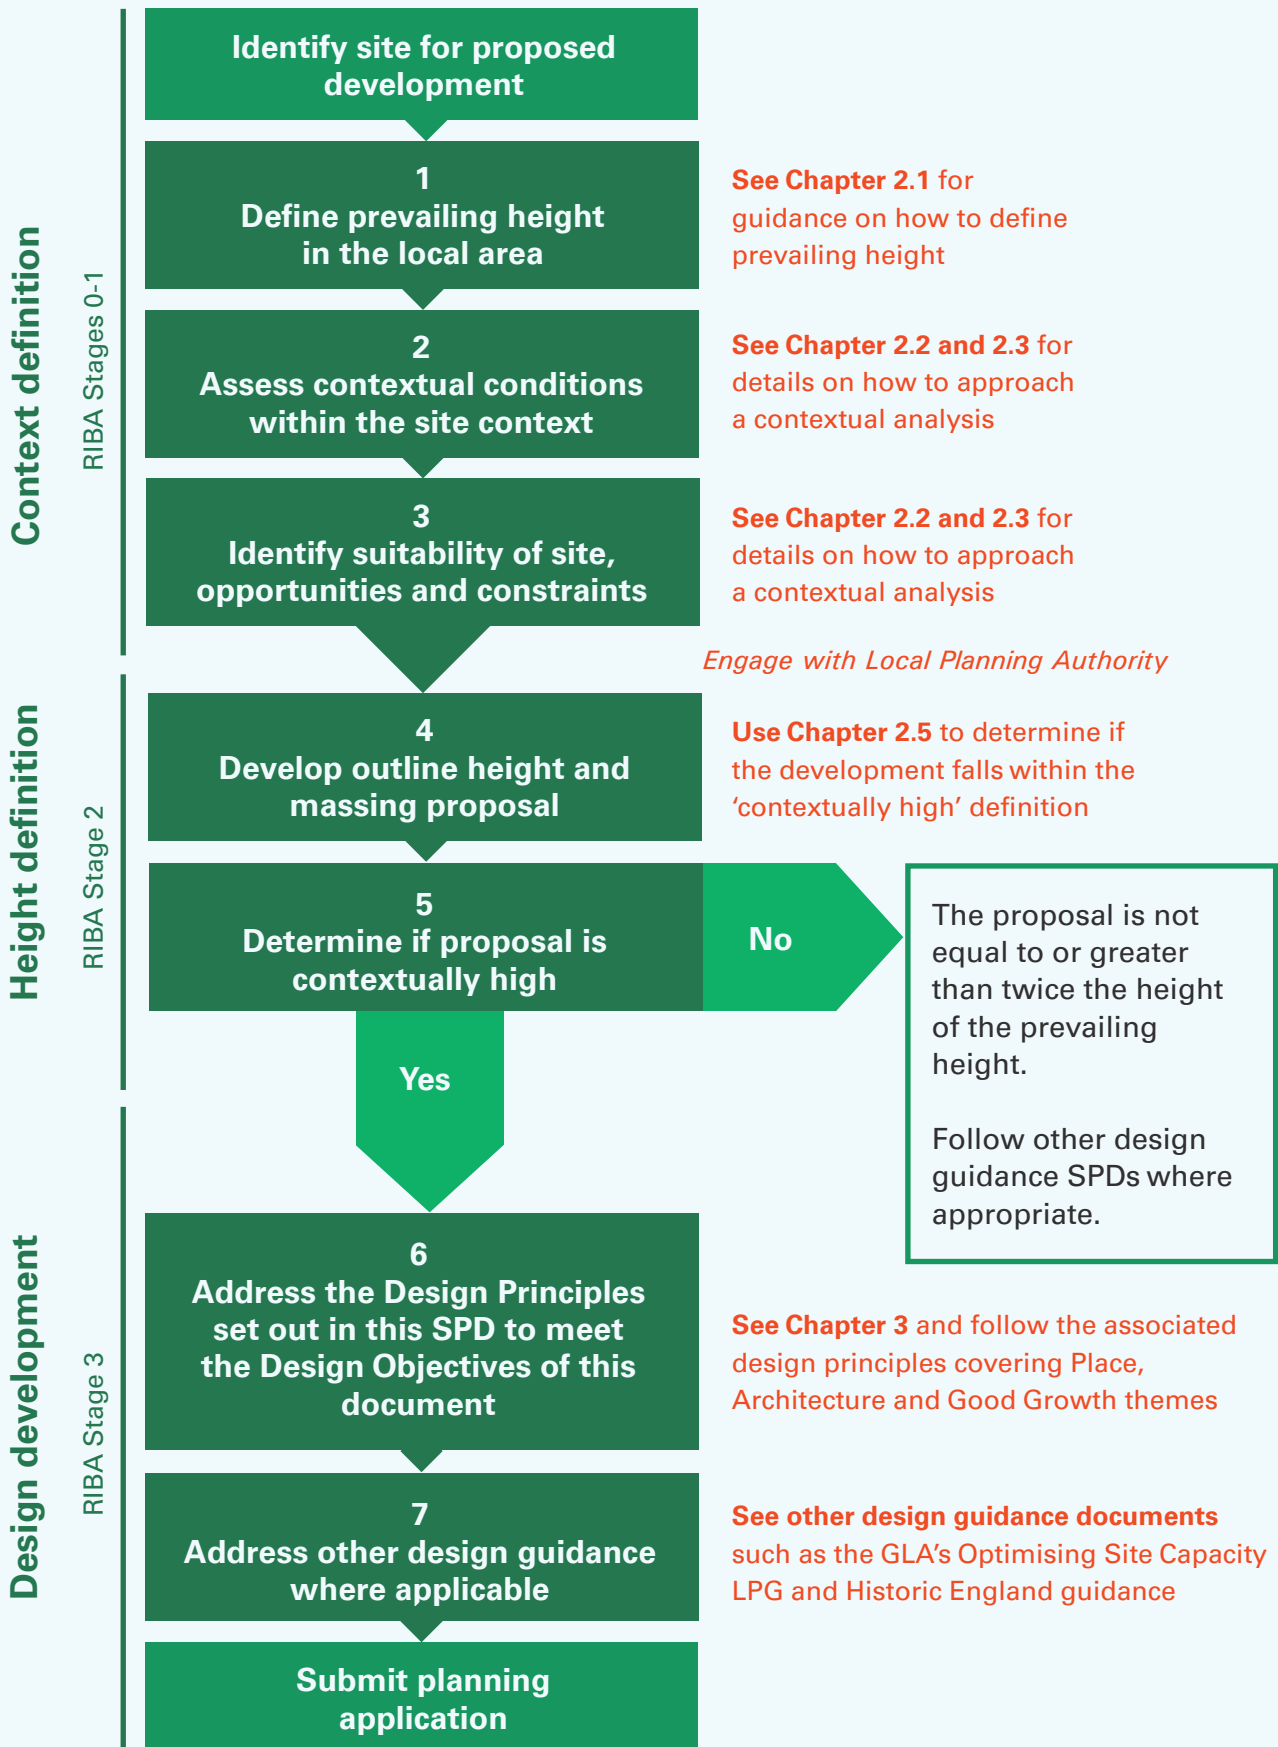 Context definition
RIBA Stages 0-1
Identify site for proposed
development
1
Define prevailing height
in the local area
See Chapter 2.1 for
guidance on how to define
prevailing height
2
Assess contextual conditions
within the site context
See Chapter 2.2 and 2.3 for
details on how to approach
a contextual analysis
3
Identify suitability of site,
opportunities and constraints
See Chapter 2.2 and 2.3 for
details on how to approach
a contextual analysis
Engage with Local Planning Authority
Height definition
RIBA Stage 2
4
Develop outline height and
massing proposal
Use Chapter 2.5 to determine if
the development falls within the
‘contextually high’ definition
5
Determine if proposal is
contextually high
No
The proposal is not
equal to or greater
than twice the height
of the prevailing
height.
Follow other design
guidance SPDs where
appropriate.
Yes
Design development
RIBA Stage 3
6
Address the Design Principles
set out in this SPD to meet
the Design Objectives of this
document
See Chapter 3 and follow the associated
design principles covering Place,
Architecture and Good Growth themes
7
Address other design guidance
where applicable
See other design guidance documents
such as the GLA’s Optimising Site Capacity
LPG and Historic England guidance
Submit planning
application